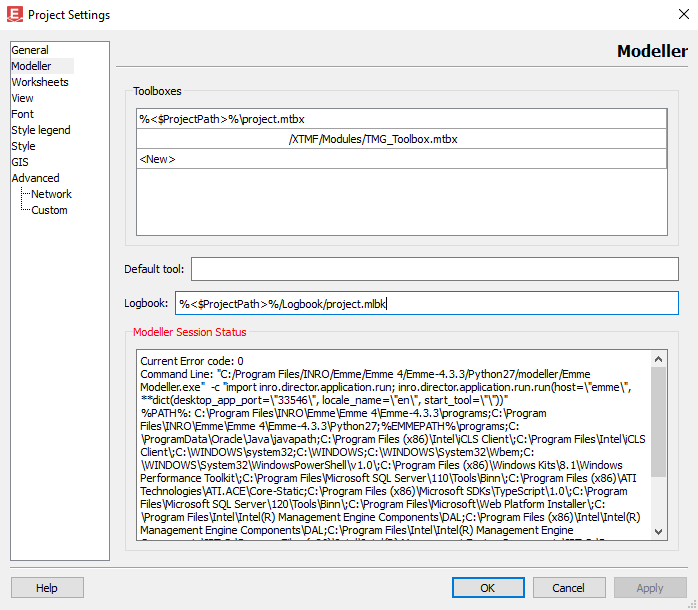 Project Settings
General
Modeller
Worksheets
View
Font
Style legend
Style
GIS
Advanced
Network
Custom
Modeller
Toolboxes
%<$ProjectPath>%\project.mtbx
/XTMF/Modules/TMG_Toolbox.mtbx
<New>
Default tool:
Logbook: %<$ProjectPath>%/Logbook/project.mlbk
Modeller Session Status
Current Error code: 0
Command Line: "C:/Program Files/INRO/Emme/Emme 4/Emme-4.3.3/Python27/modeller/Emme
Modeller.exe" -c "import inro.director.application.run; inro.director.application.run.run(host=\"emme\",
**dict(desktop_app_port=\"33546\", locale_name=\"en\", start_tool=\"\"))"
%PATH%: C:\Program Files\INRO\Emme\Emme 4\Emme-4.3.3\programs;C:\Program
Files\INRO\Emme\Emme 4\Emme-4.3.3\Python27;%EMMEPATH%\programs;C:
\ProgramData\Oracle\Java\javapath;C:\Program Files (x86)\Intel\iCLS Client\;C:\Program Files\Intel\iCLS
Client\;C:\WINDOWS\system32;C:\WINDOWS;C:\WINDOWS\System32\Wbem;C:
\WINDOWS\System32\WindowsPowerShell\v1.0\;C:\Program Files (x86)\Windows Kits\8.1\Windows
Performance Toolkit\;C:\Program Files\Microsoft SQL Server\110\Tools\Binn\;C:\Program Files (x86)\ATI
Technologies\ATI.ACE\Core-Static;C:\Program Files (x86)\Microsoft SDKs\TypeScript\1.0\;C:\Program
Files\Microsoft SQL Server\120\Tools\Binn\;C:\Program Files\Microsoft\Web Platform Installer\;C:
\Program Files\Intel\Intel(R) Management Engine Components\DAL;C:\Program Files (x86)\Intel\Intel(R)
Management Engine Components\DAL;C:\Program Files\Intel\Intel(R) Management Engine
Help
OK
Cancel
Apply